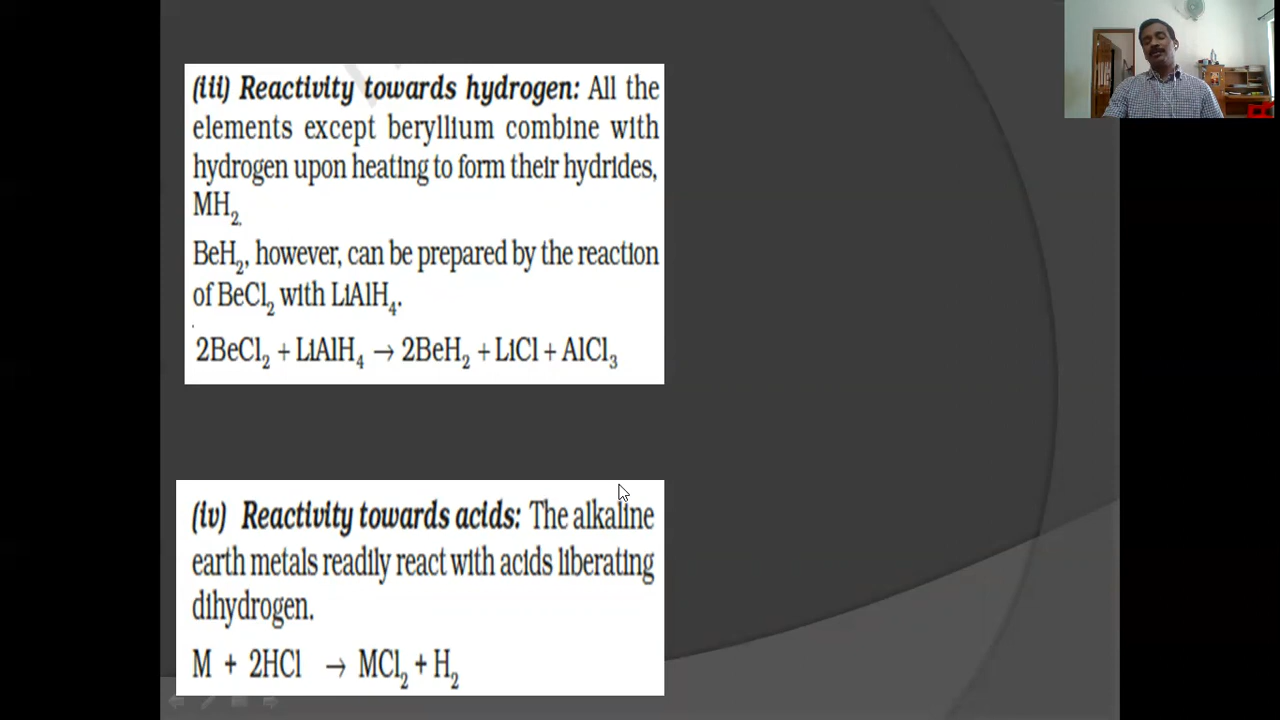 (iii) Reactivity towards hydrogen: All the
elements except beryllium combine with
hydrogen upon heating to form their hydrides,
MH₂.
BeH₂, however, can be prepared by the reaction
of BeCl₂ with LiAlH₄.
2BeCl₂ + LiAlH₄ → 2BeH₂ + LiCl + AlCl₃
(iv) Reactivity towards acids: The alkaline
earth metals readily react with acids liberating
dihydrogen.
M + 2HCl → MCl₂ + H₂